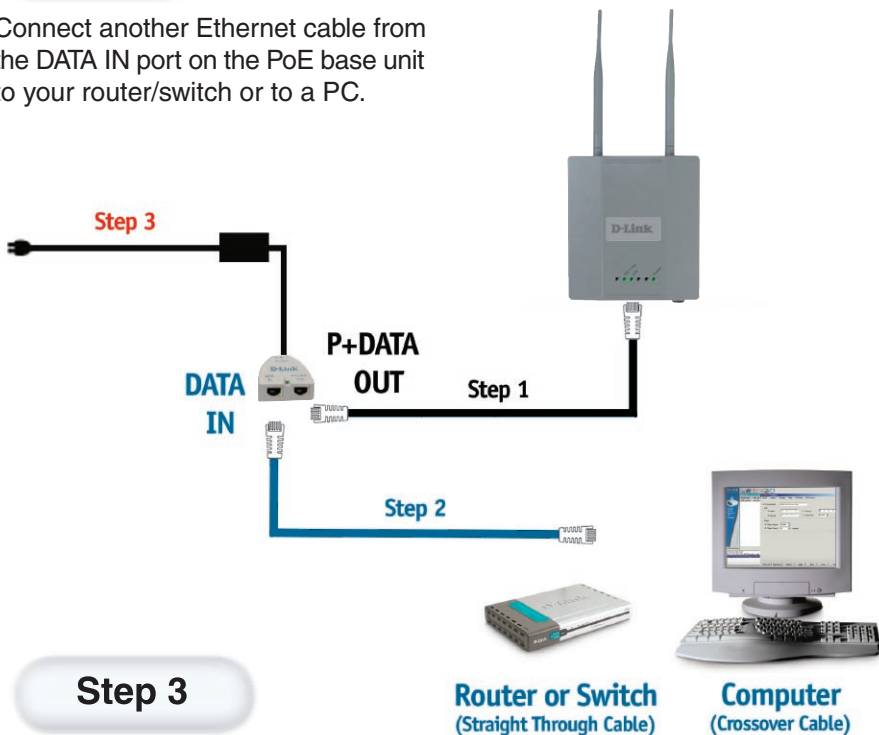 Connect another Ethernet cable from
the DATA IN port on the PoE base unit
to your router/switch or to a PC.
Step 3
D-Link
P+DATA
OUT
DATA
IN
D-Link
Step 1
Step 2
D-Link
Step 3
Router or Switch
(Straight Through Cable)
Computer
(Crossover Cable)